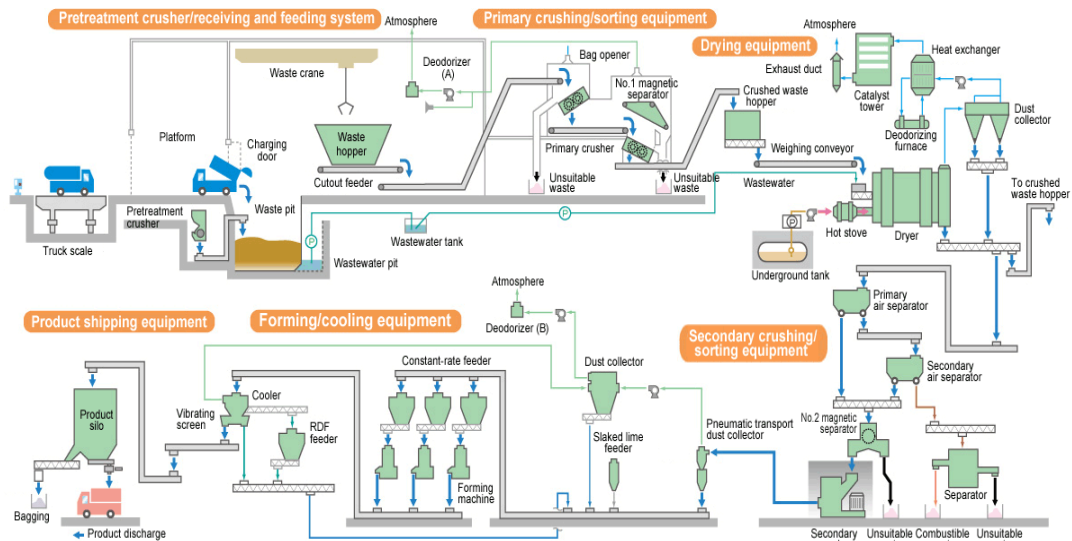 Pretreatment crusher/receiving and feeding system
Primary crushing/sorting equipment
Drying equipment
Atmosphere
Waste crane
Deodorizer
(A)
Bag opener
No.1 magnetic
separator
Crushed waste
hopper
Atmosphere
Exhaust duct
Catalyst
tower
Heat exchanger
Deodorizing
furnace
Dust
collector
Platform
Charging
door
Waste
hopper
Cutout feeder
Primary crusher
Unsuitable
waste
Unsuitable
waste
Weighing conveyor
Wastewater
To crushed
waste hopper
Truck scale
Pretreatment
crusher
Waste pit
P
Wastewater pit
Wastewater tank
P
P
Hot stove
Dryer
Underground tank
Product shipping equipment
Forming/cooling equipment
Atmosphere
Deodorizer (B)
Secondary crushing/
sorting equipment
Primary
air separator
Secondary
air separator
Constant-rate feeder
Dust collector
Cooler
Vibrating
screen
RDF
feeder
Product
silo
Slaked lime
feeder
Pneumatic transport
dust collector
No.2 magnetic
separator
Forming
machine
Separator
Bagging
Product discharge
Secondary
Unsuitable
Combustible
Unsuitable